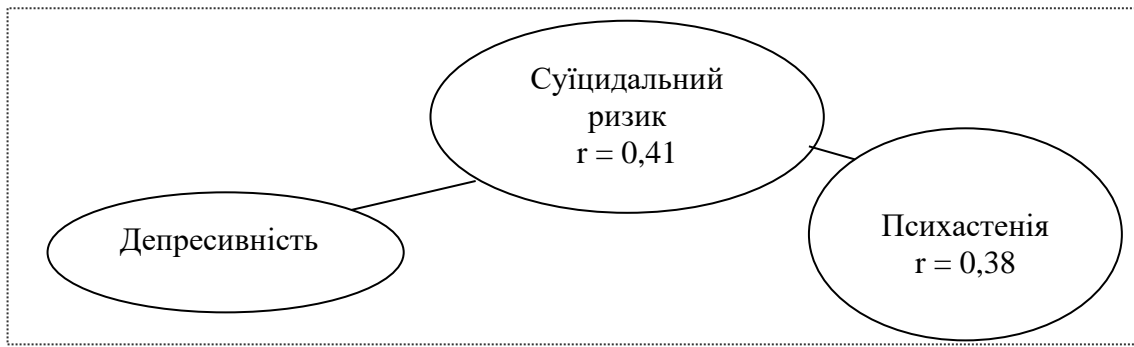 Суїцидальний
ризик
r = 0,41
Депресивність
Психастенія
r = 0,38